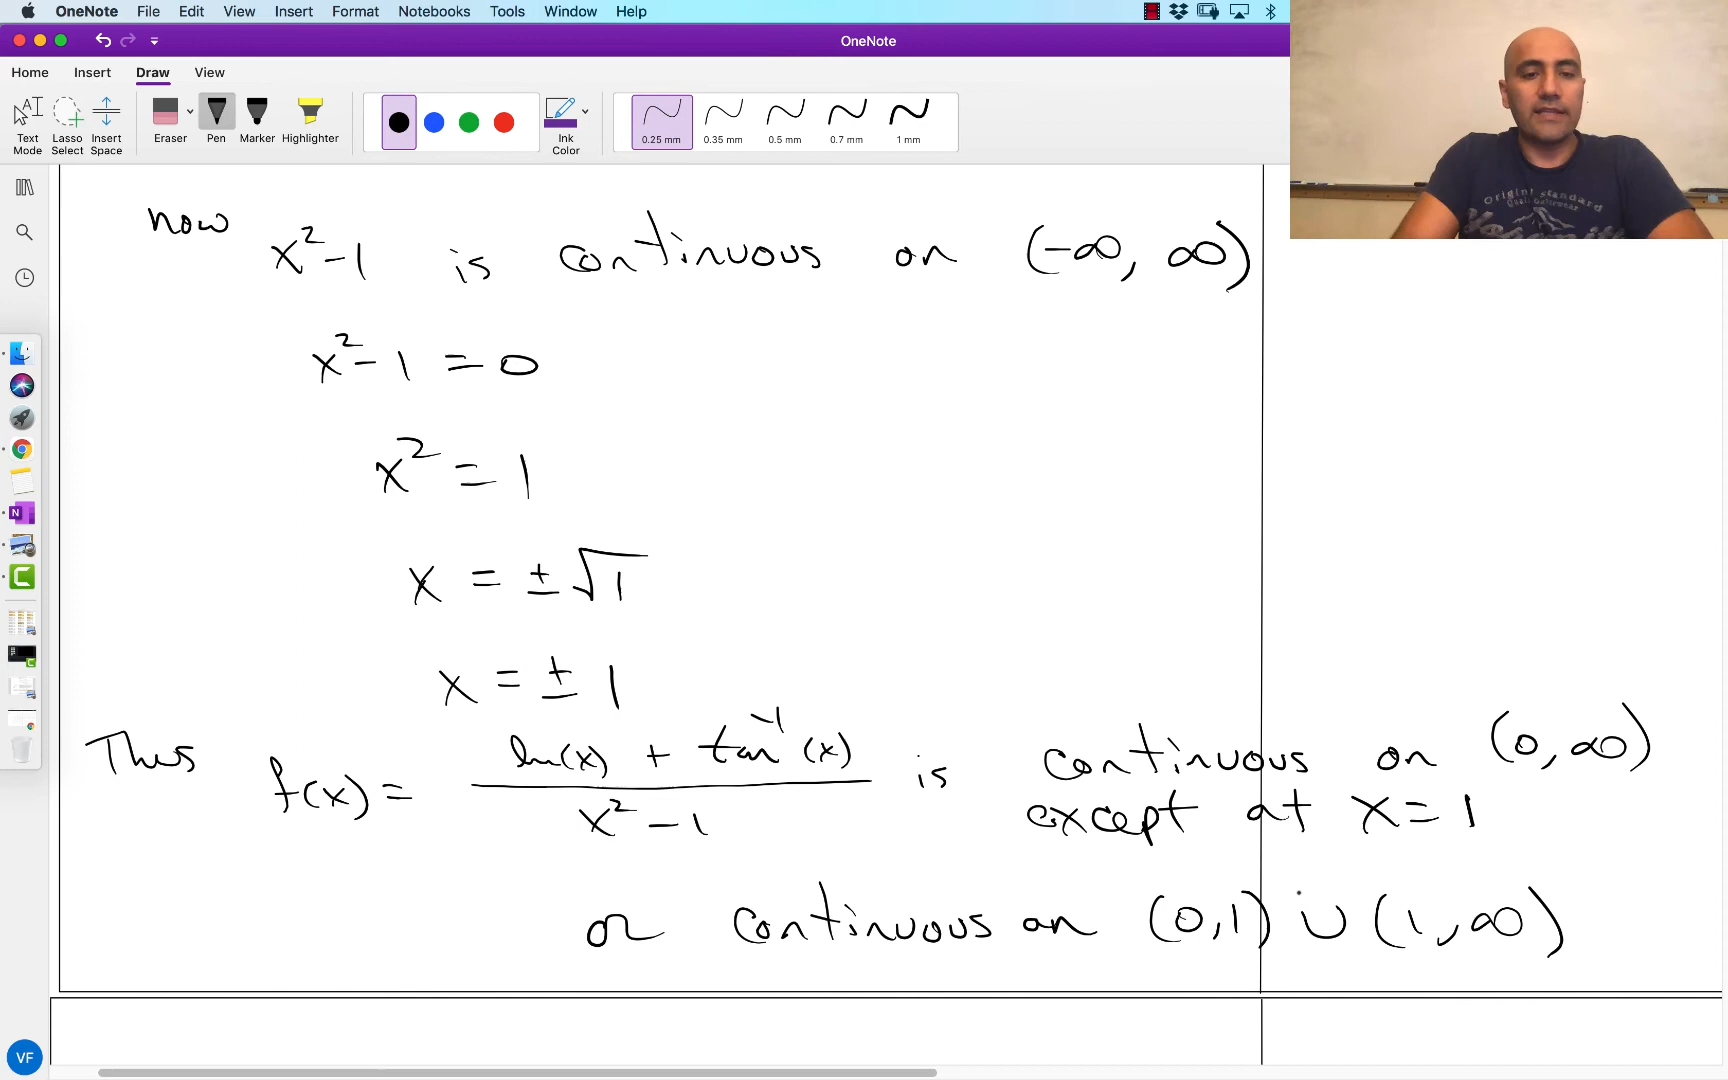 OneNote File Edit View Insert Format Notebooks Tools Window Help
OneNote
Home Insert Draw View
Text Mode Lasso Select Insert Space Eraser Pen Marker Highlighter Ink Color 0.25 mm 0.35 mm 0.5 mm 0.7 mm 1 mm
Original standard
now x²-1 is continuous on (-∞, ∞)
x²-1 = 0
x² = 1
x = ±√1
x = ±1
Thus f(x) = (ln(x) + tan⁻¹(x)) / (x²-1) is continuous on (0, ∞)
except at x = 1
or continuous on (0,1) ∪ (1, ∞)
VF